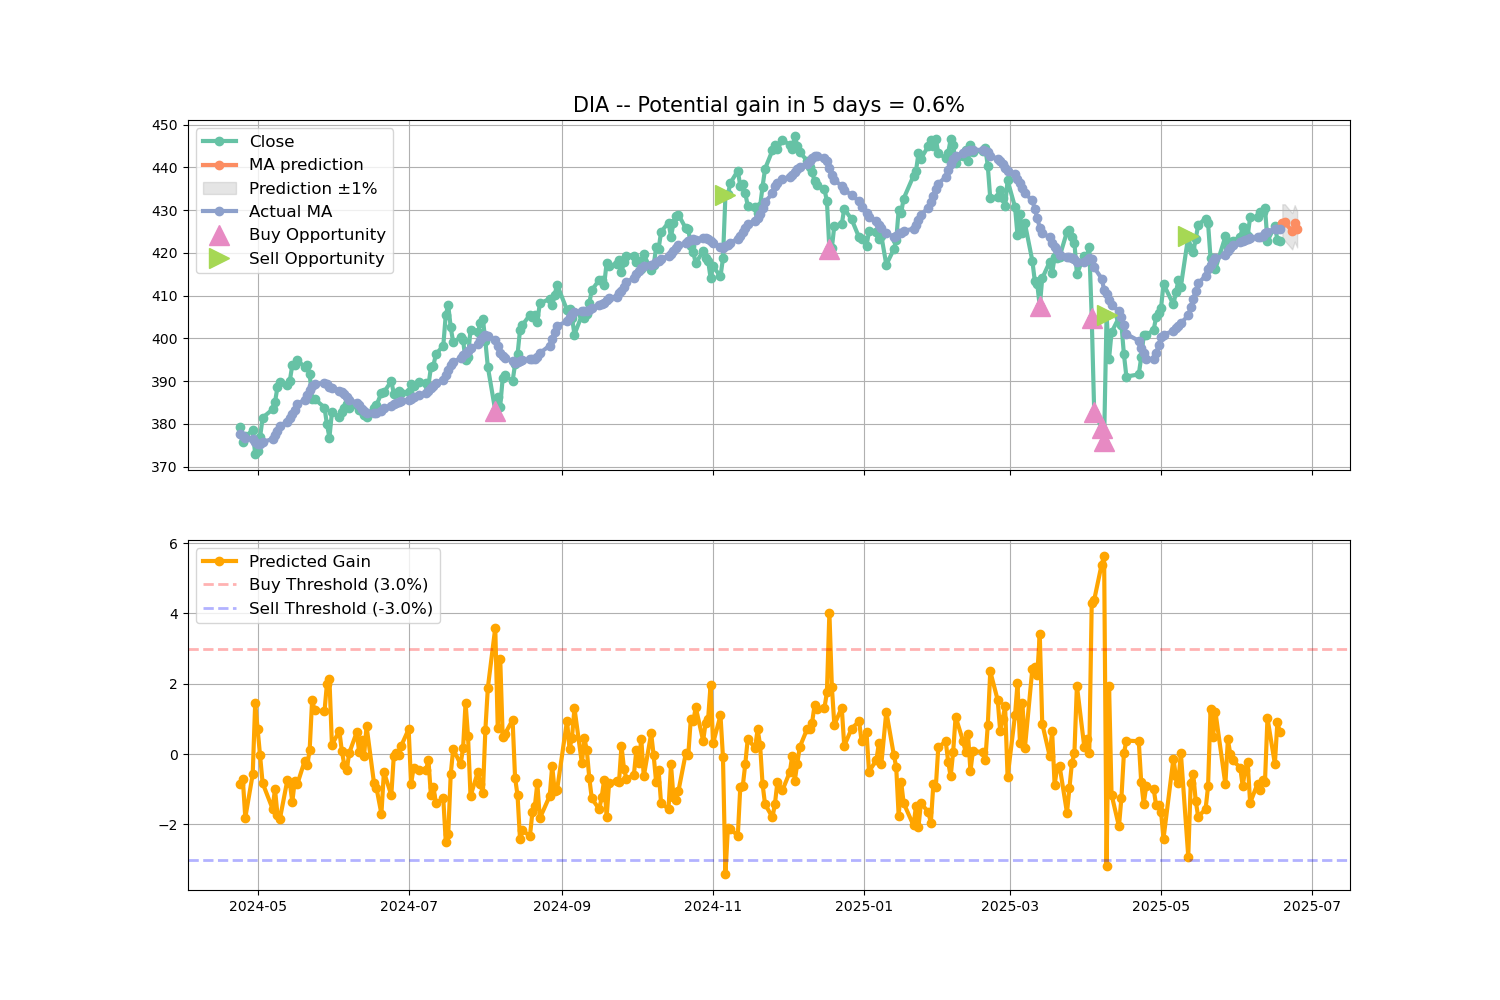 DIA -- Potential gain in 5 days = 0.6%
450
440
430
420
410
400
390
380
370
Close
MA prediction
Prediction ±1%
Actual MA
Buy Opportunity
Sell Opportunity
6
4
2
0
−2
Predicted Gain
Buy Threshold (3.0%)
Sell Threshold (-3.0%)
2024-05
2024-07
2024-09
2024-11
2025-01
2025-03
2025-05
2025-07